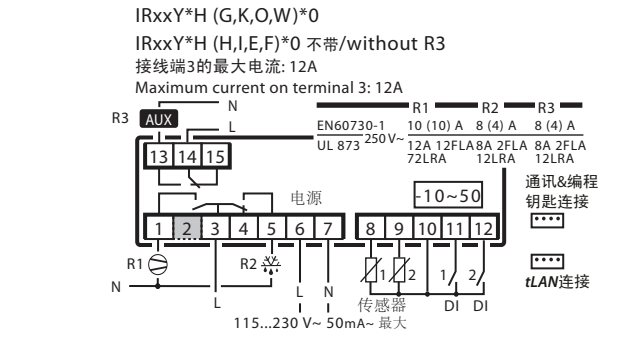 IRxxY*H (G,K,O,W)*0
IRxxY*H (H,I,E,F)*0 不带/without R3
接线端3的最大电流: 12A
Maximum current on terminal 3: 12A
R3 AUX N
L
R1 R2 R3
EN60730-1 250 V~ 10 (10) A 8 (4) A 8 (4) A
UL 873 12A 12FLA 8A 2FLA 8A 2FLA
72LRA 12LRA 12LRA
13 14 15
通讯&编程
钥匙连接
电源
-10~50
1 2 3 4 5 6 7 8 9 10 11 12
R1 R2 1 2 1 2
N L L N
tLAN连接
传感器 DI DI
115...230 V~ 50mA~ 最大